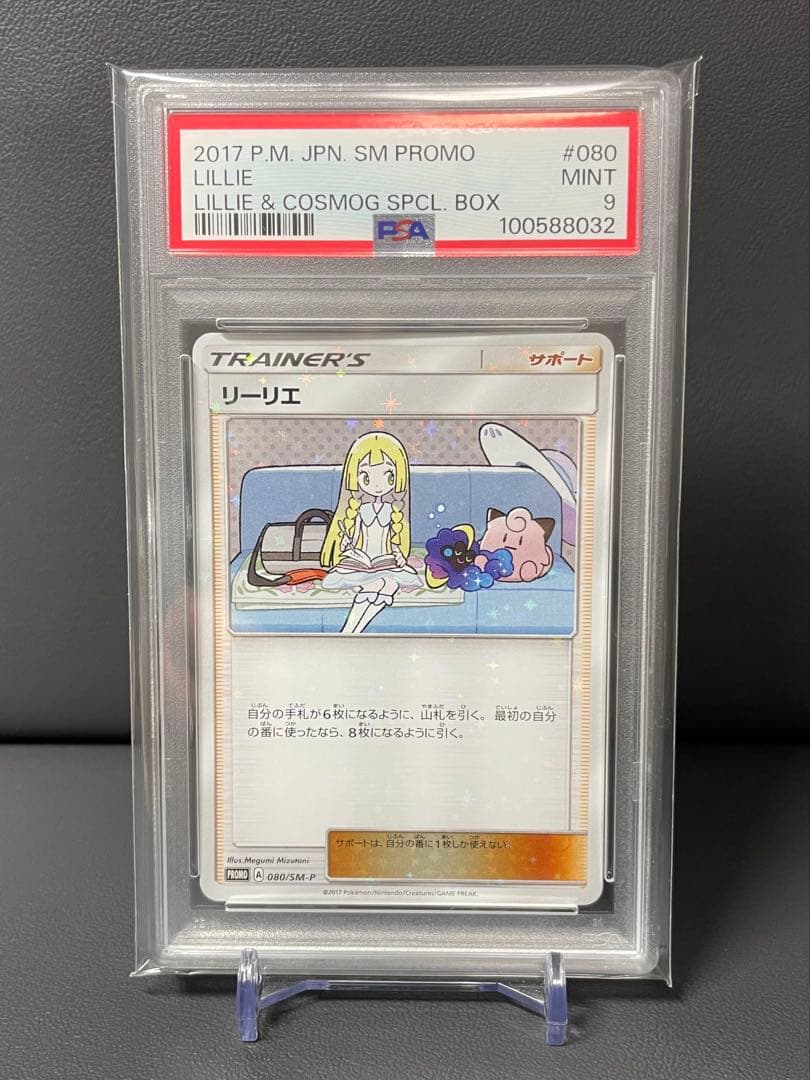 2017 P.M. JPN. SM PROMO #080
LILLIE MINT
LILLIE & COSMOG SPCL. BOX 9
PSA 100588032
TRAINER'S サポート
リーリエ
自分の手札が6枚になるように、山札を引く。最初の自分
の番に使ったなら、8枚になるように引く。
サポートは、自分の番に1枚しか使えない。
Illus.Megumi Mizutani
PROMO A 080/SM-P
©2017 Pokémon/Nintendo/Creatures/GAME FREAK.